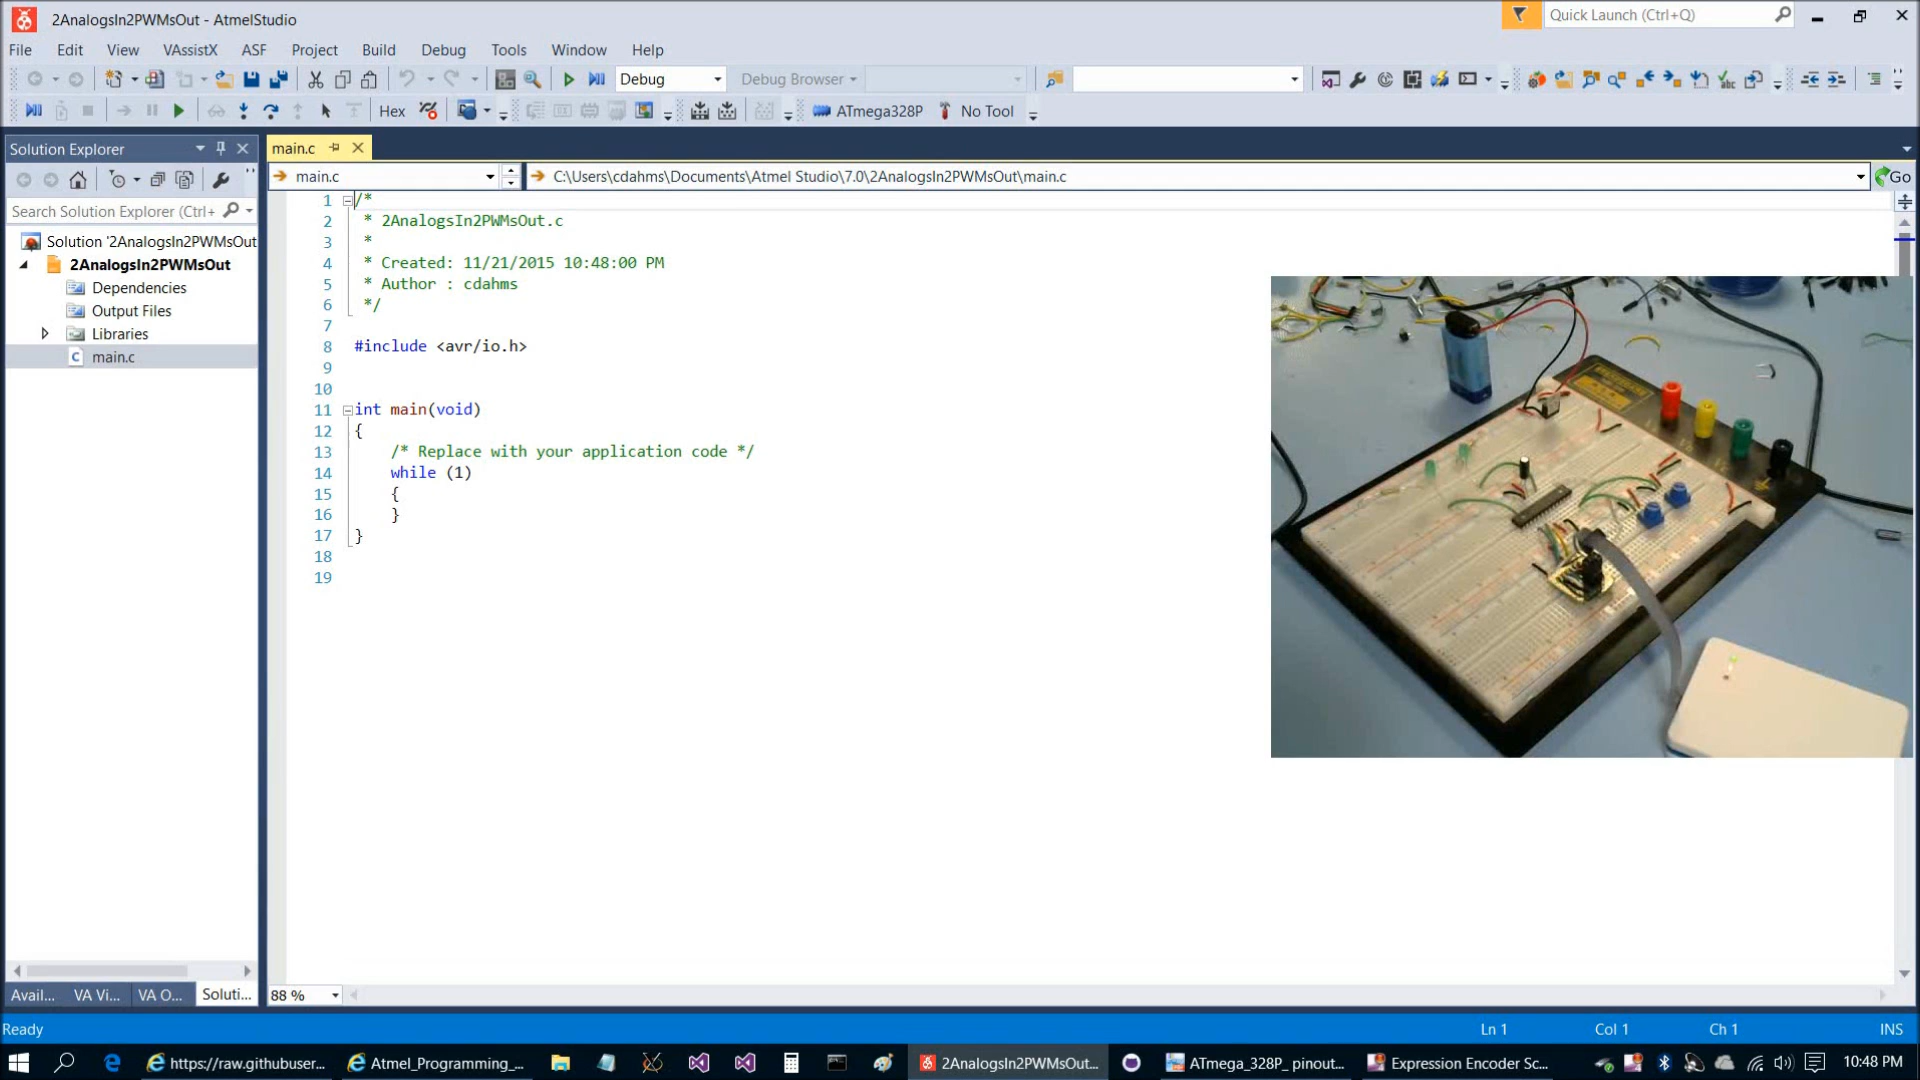 2AnalogsIn2PWMsOut - AtmelStudio
Quick Launch (Ctrl+Q)
File Edit View VAssistX ASF Project Build Debug Tools Window Help
Debug
Debug Browser
Hex
ATmega328P
No Tool
Solution Explorer
main.c
main.c
C:\Users\cdahms\Documents\Atmel Studio\7.0\2AnalogsIn2PWMsOut\main.c
Go
Search Solution Explorer (Ctrl+
Solution '2AnalogsIn2PWMsOut
2AnalogsIn2PWMsOut
Dependencies
Output Files
Libraries
main.c
1 /*
2 * 2AnalogsIn2PWMsOut.c
3 *
4 * Created: 11/21/2015 10:48:00 PM
5 * Author : cdahms
6 */
7
8 #include <avr/io.h>
9
10
11 int main(void)
12 {
13 /* Replace with your application code */
14 while (1)
15 {
16 }
17 }
18
19
Avail... VA Vi... VA O... Soluti...
88 %
Ready
Ln 1
Col 1
Ch 1
INS
https://raw.githubuser...
Atmel_Programming_...
2AnalogsIn2PWMsOut...
ATmega_328P_ pinout...
Expression Encoder Sc...
10:48 PM